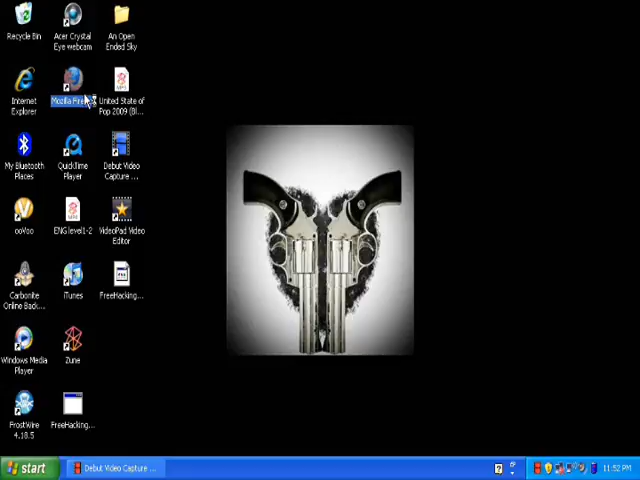 Recycle Bin
Acer Crystal
Eye webcam
An Open
Ended Sky
Internet
Explorer
Mozilla Fire
United State of
Pop 2009 (Bl...
My Bluetooth
Places
QuickTime
Player
Debut Video
Capture ...
ooVoo
ENG level1-2
VideoPad Video
Editor
Carbonite
Online Back...
iTunes
FreeHacking...
Windows Media
Player
Zune
FrostWire
4.18.5
FreeHacking...
start
Debut Video Capture ...
11:52 PM